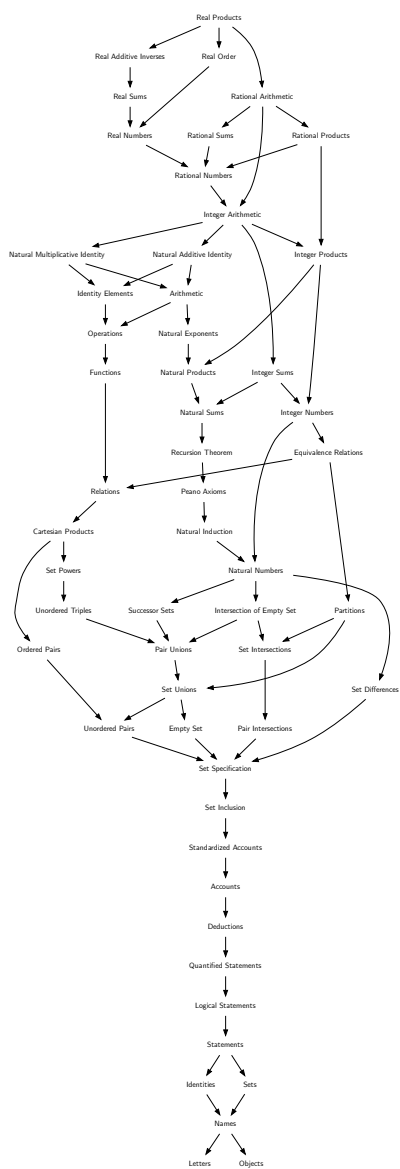 Real Products
Real Additive Inverses
Real Order
Real Sums
Rational Arithmetic
Real Numbers
Rational Sums
Rational Products
Rational Numbers
Integer Arithmetic
Natural Multiplicative Identity
Natural Additive Identity
Integer Products
Identity Elements
Arithmetic
Operations
Natural Exponents
Functions
Natural Products
Integer Sums
Natural Sums
Integer Numbers
Recursion Theorem
Equivalence Relations
Relations
Peano Axioms
Cartesian Products
Natural Induction
Set Powers
Natural Numbers
Unordered Triples
Successor Sets
Intersection of Empty Set
Partitions
Ordered Pairs
Pair Unions
Set Intersections
Set Unions
Set Differences
Unordered Pairs
Empty Set
Pair Intersections
Set Specification
Set Inclusion
Standardized Accounts
Accounts
Deductions
Quantified Statements
Logical Statements
Statements
Identities
Sets
Names
Letters
Objects